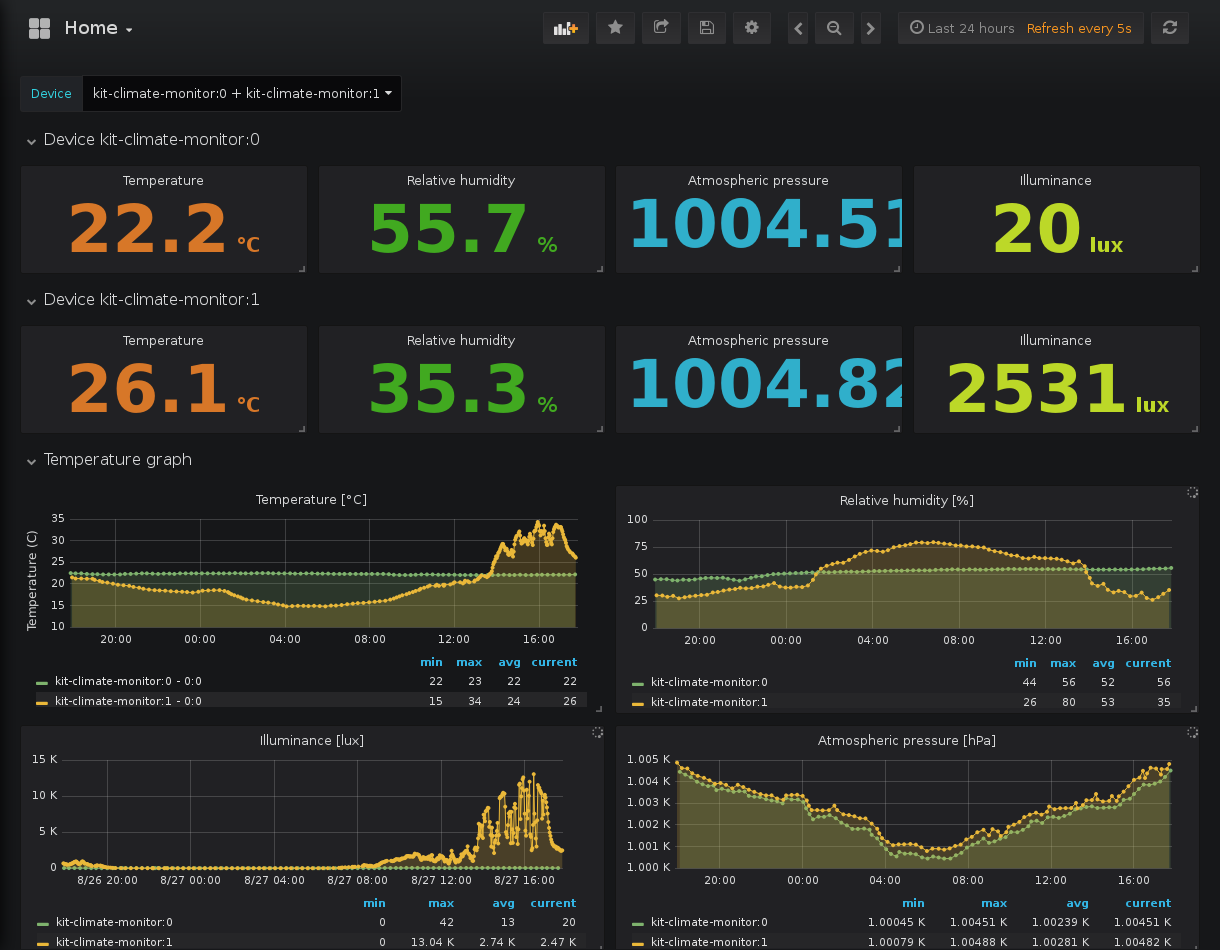 Home
Last 24 hours Refresh every 5s
Device kit-climate-monitor:0 + kit-climate-monitor:1
Device kit-climate-monitor:0
Temperature Relative humidity Atmospheric pressure Illuminance
22.2 °C 55.7 % 1004.51 20 lux
Device kit-climate-monitor:1
Temperature Relative humidity Atmospheric pressure Illuminance
26.1 °C 35.3 % 1004.82 2531 lux
Temperature graph
Temperature [°C]
Temperature (C)
35
30
25
20
15
10
20:00 00:00 04:00 08:00 12:00 16:00
min max avg current
kit-climate-monitor:0 - 0:0 22 23 22 22
kit-climate-monitor:1 - 0:0 15 34 24 26
Relative humidity [%]
100
75
50
25
0
20:00 00:00 04:00 08:00 12:00 16:00
min max avg current
kit-climate-monitor:0 44 56 52 56
kit-climate-monitor:1 26 80 53 35
Illuminance [lux]
15 K
10 K
5 K
0
8/26 20:00 8/27 00:00 8/27 04:00 8/27 08:00 8/27 12:00 8/27 16:00
min max avg current
kit-climate-monitor:0 0 42 13 20
kit-climate-monitor:1 0 13.04 K 2.74 K 2.47 K
Atmospheric pressure [hPa]
1.005 K
1.004 K
1.003 K
1.002 K
1.001 K
1.000 K
20:00 00:00 04:00 08:00 12:00 16:00
min max avg current
kit-climate-monitor:0 1.00045 K 1.00451 K 1.00239 K 1.00451 K
kit-climate-monitor:1 1.00079 K 1.00488 K 1.00281 K 1.00482 K